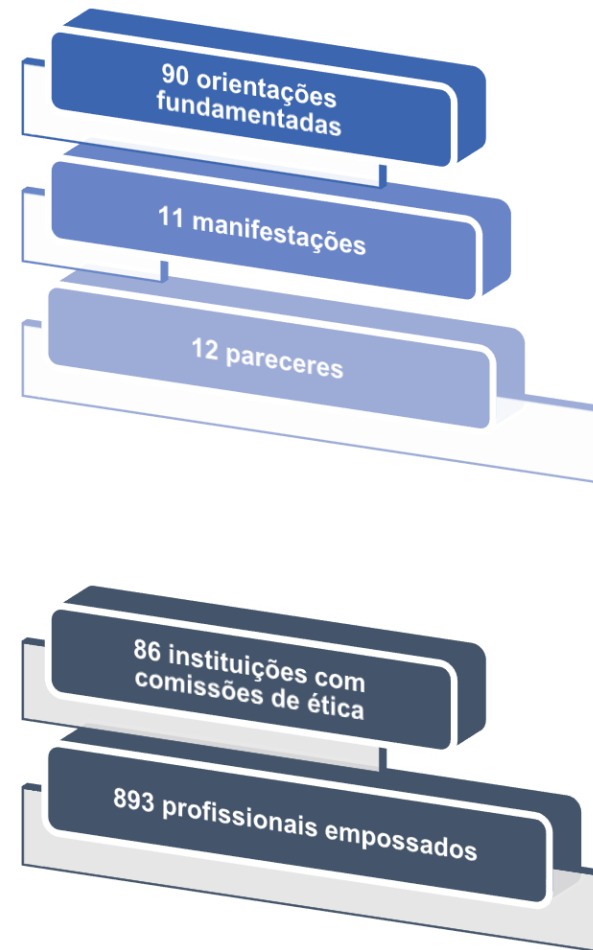 90 orientações
fundamentadas
11 manifestações
12 pareceres
86 instituições com
comissões de ética
893 profissionais empossados